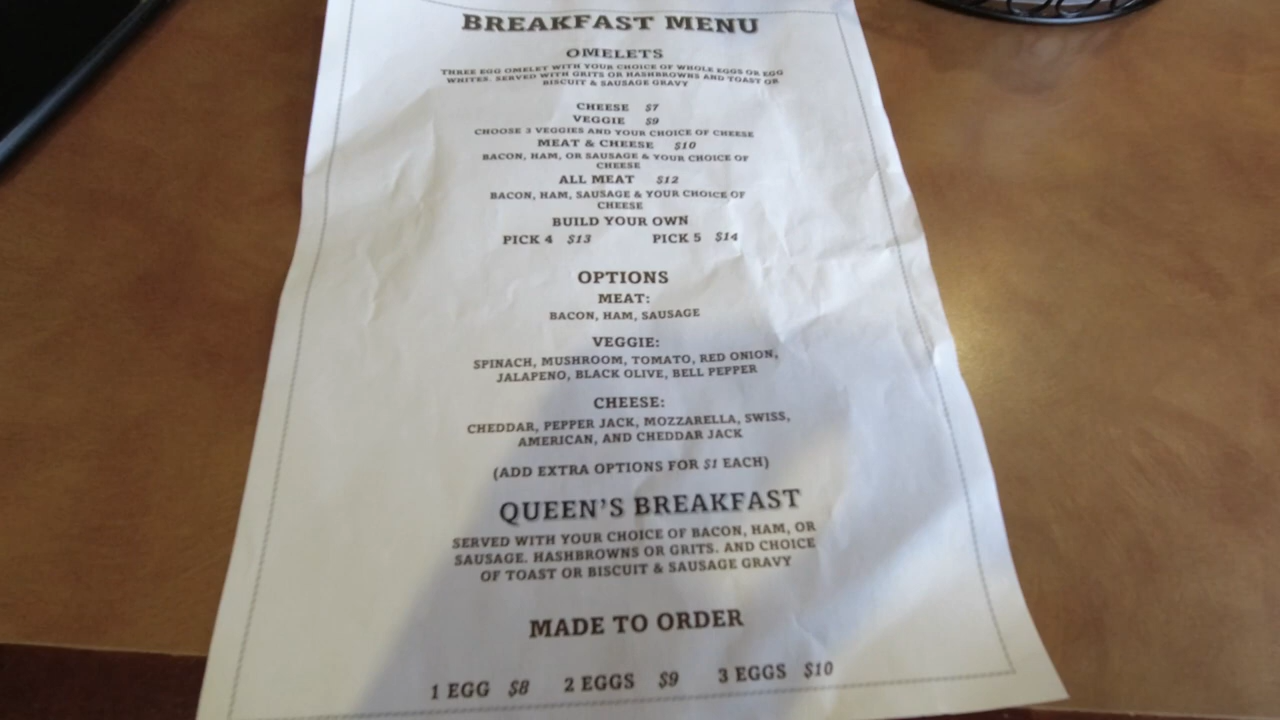 BREAKFAST MENU
OMELETS
THREE EGG OMELET WITH YOUR CHOICE OF WHOLE EGGS OR EGG
WHITES. SERVED WITH GRITS OR HASHBROWNS AND TOAST OR
BISCUIT & SAUSAGE GRAVY
CHEESE $7
VEGGIE $9
CHOOSE 3 VEGGIES AND YOUR CHOICE OF CHEESE
MEAT & CHEESE $10
BACON, HAM, OR SAUSAGE & YOUR CHOICE OF
CHEESE
ALL MEAT $12
BACON, HAM, SAUSAGE & YOUR CHOICE OF
CHEESE
BUILD YOUR OWN
PICK 4 $13 PICK 5 $14
OPTIONS
MEAT:
BACON, HAM, SAUSAGE
VEGGIE:
SPINACH, MUSHROOM, TOMATO, RED ONION,
JALAPENO, BLACK OLIVE, BELL PEPPER
CHEESE:
CHEDDAR, PEPPER JACK, MOZZARELLA, SWISS,
AMERICAN, AND CHEDDAR JACK
(ADD EXTRA OPTIONS FOR $1 EACH)
QUEEN'S BREAKFAST
SERVED WITH YOUR CHOICE OF BACON, HAM, OR
SAUSAGE. HASHBROWNS OR GRITS. AND CHOICE
OF TOAST OR BISCUIT & SAUSAGE GRAVY
MADE TO ORDER
1 EGG $8 2 EGGS $9 3 EGGS $10